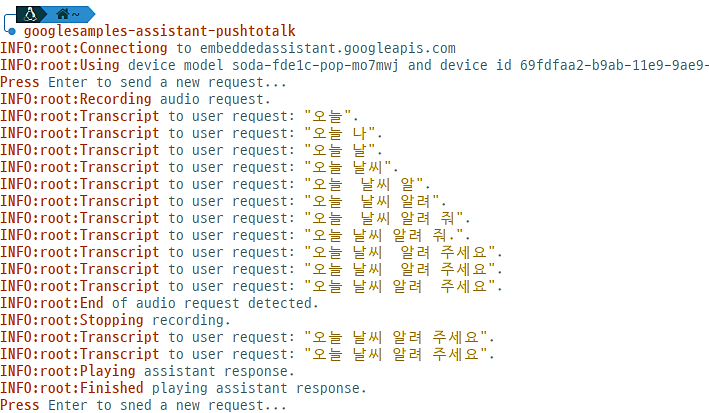 ~
googlesamples-assistant-pushtotalk
INFO:root:Connectiong to embeddedassistant.googleapis.com
INFO:root:Using device model soda-fde1c-pop-mo7mwj and device id 69fdfaa2-b9ab-11e9-9ae9-
Press Enter to send a new request...
INFO:root:Recording audio request.
INFO:root:Transcript to user request: "오늘".
INFO:root:Transcript to user request: "오늘 나".
INFO:root:Transcript to user request: "오늘 날".
INFO:root:Transcript to user request: "오늘 날씨".
INFO:root:Transcript to user request: "오늘  날씨 알".
INFO:root:Transcript to user request: "오늘  날씨 알려".
INFO:root:Transcript to user request: "오늘  날씨 알려 줘".
INFO:root:Transcript to user request: "오늘 날씨 알려 줘.".
INFO:root:Transcript to user request: "오늘 날씨  알려 주세요".
INFO:root:Transcript to user request: "오늘 날씨  알려 주세요".
INFO:root:Transcript to user request: "오늘 날씨 알려  주세요".
INFO:root:End of audio request detected.
INFO:root:Stopping recording.
INFO:root:Transcript to user request: "오늘 날씨 알려 주세요".
INFO:root:Transcript to user request: "오늘 날씨 알려 주세요".
INFO:root:Playing assistant response.
INFO:root:Finished playing assistant response.
Press Enter to sned a new request...